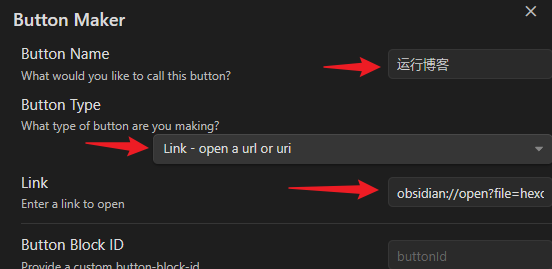 Button Maker
Button Name
What would you like to call this button?
运行博客
Button Type
What type of button are you making?
Link - open a url or uri
Link
Enter a link to open
obsidian://open?file=hexo
Button Block ID
Provide a custom button-block-id
buttonId